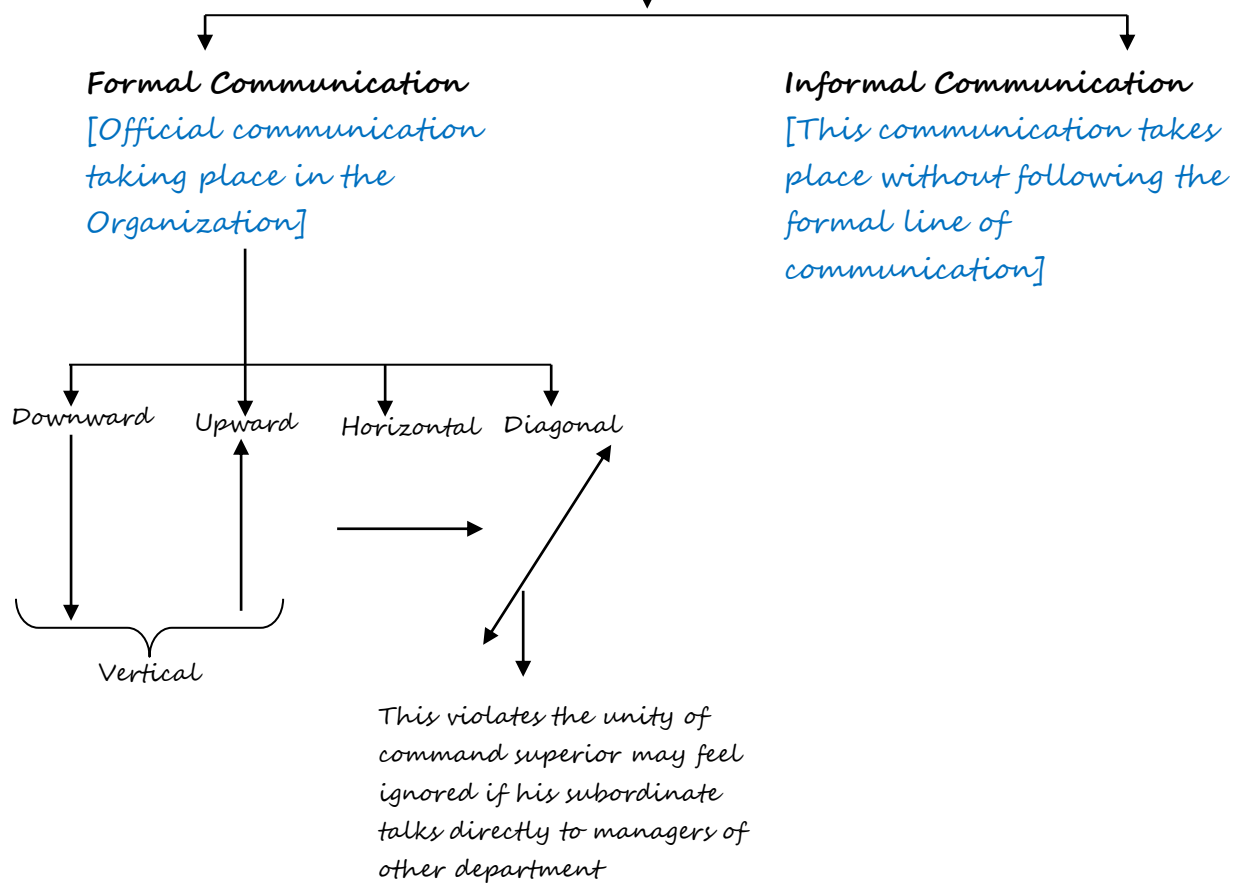 Formal Communication
[Official communication
taking place in the
Organization]
Informal Communication
[This communication takes
place without following the
formal line of
communication]
Downward
Upward
Horizontal
Diagonal
Vertical
This violates the unity of
command superior may feel
ignored if his subordinate
talks directly to managers of
other department